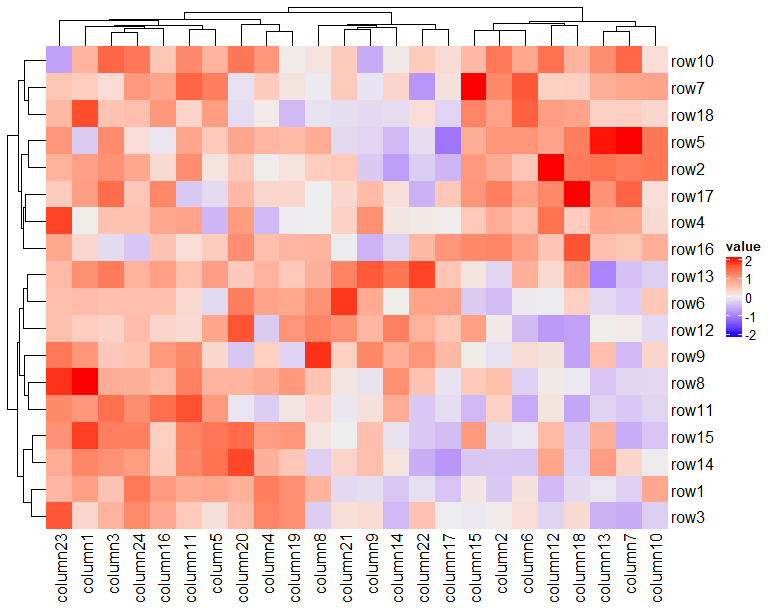 row10
row7
row18
row5
row2
row17
row4
row16
row13
row6
row12
row9
row8
row11
row15
row14
row1
row3
value
2
1
0
-1
-2
column23
column1
column3
column24
column16
column11
column5
column20
column4
column19
column8
column21
column9
column14
column22
column17
column15
column2
column6
column12
column18
column13
column7
column10